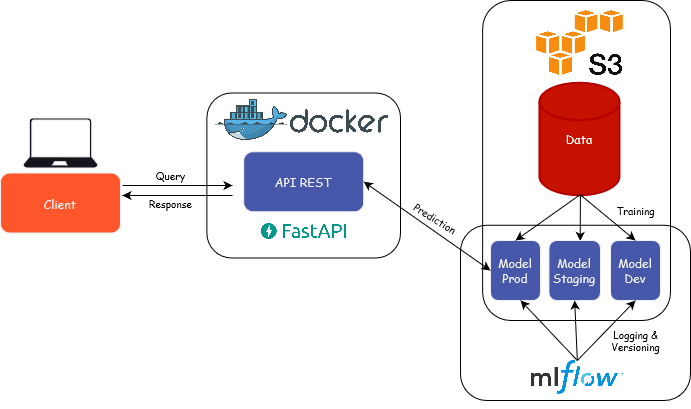 S3
docker
Data
API REST
Query
Client
Response
Training
Prediction
FastAPI
Model
Prod
Model
Staging
Model
Dev
Logging &
Versioning
mlflow